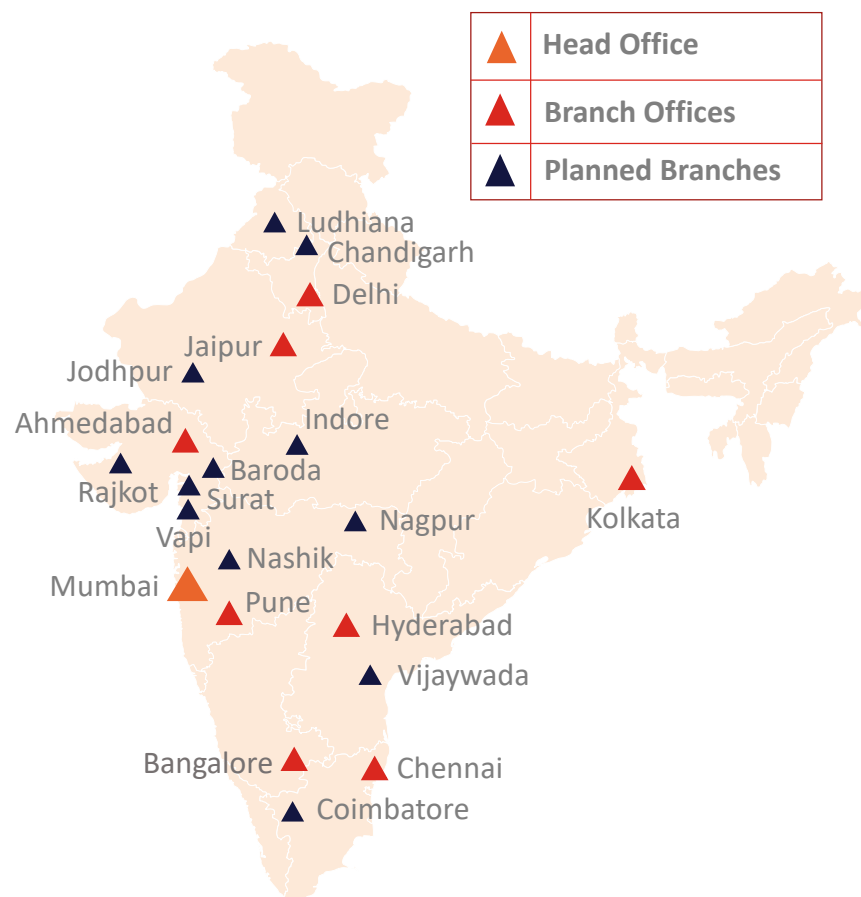 Head Office
Branch Offices
Planned Branches
Ludhiana
Chandigarh
Delhi
Jaipur
Jodhpur
Indore
Ahmedabad
Baroda
Rajkot
Surat
Vapi
Nagpur
Kolkata
Nashik
Mumbai
Pune
Hyderabad
Vijaywada
Bangalore
Chennai
Coimbatore